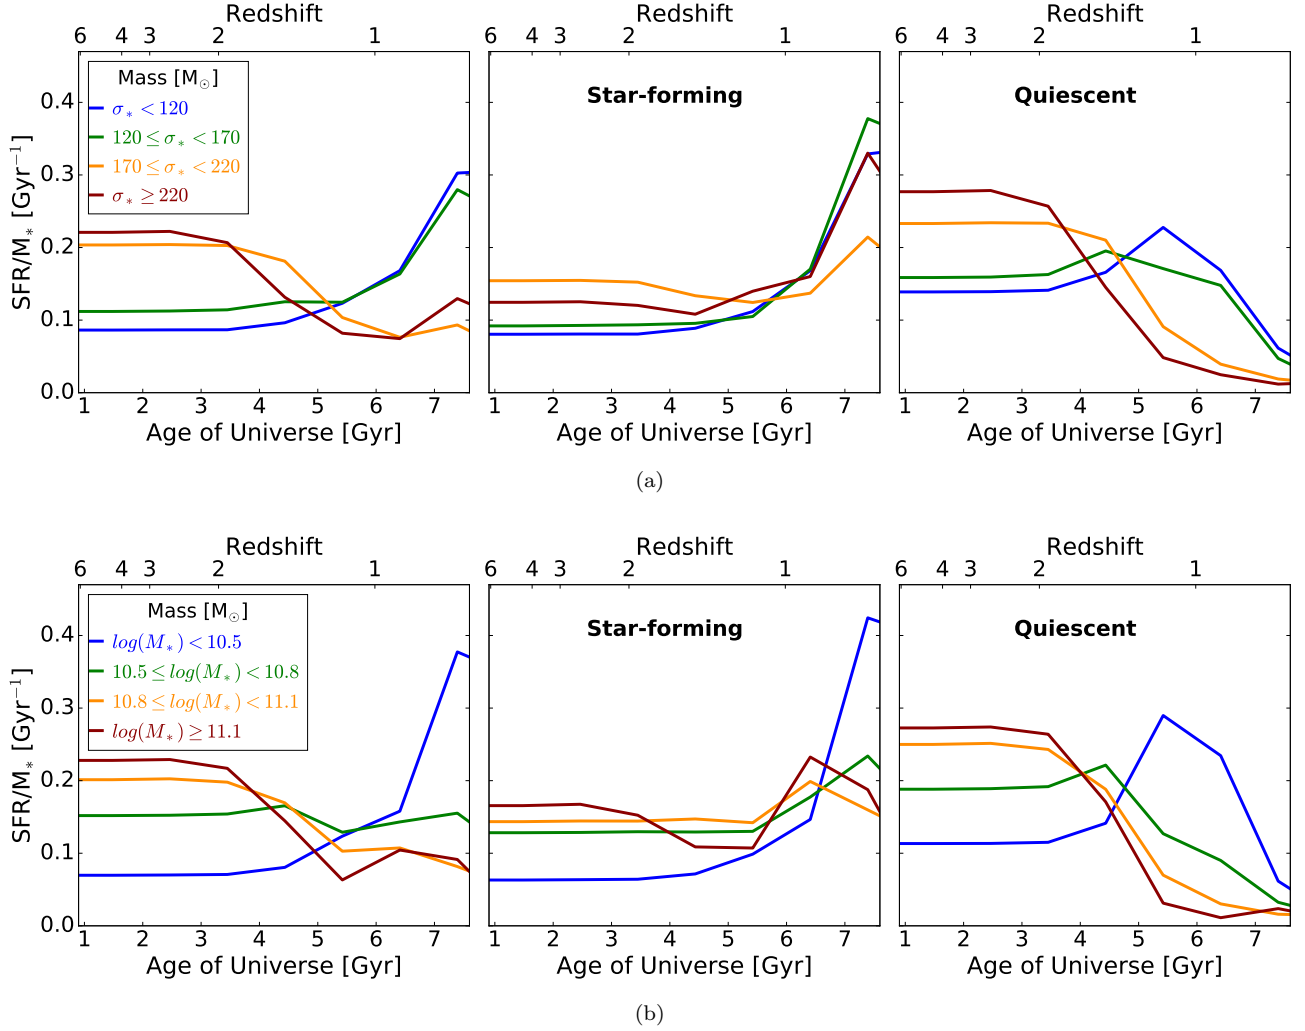 Redshift Redshift Redshift
6 4 3 2 1 6 4 3 2 1 6 4 3 2 1
Mass [M⊙]
σ* < 120
120 ≤ σ* < 170
170 ≤ σ* < 220
σ* ≥ 220
Star-forming
Quiescent
SFR/M* [Gyr⁻¹]
0.4
0.3
0.2
0.1
0.0
1 2 3 4 5 6 7 1 2 3 4 5 6 7 1 2 3 4 5 6 7
Age of Universe [Gyr] Age of Universe [Gyr] Age of Universe [Gyr]
(a)
Redshift Redshift Redshift
6 4 3 2 1 6 4 3 2 1 6 4 3 2 1
Mass [M⊙]
log(M*) < 10.5
10.5 ≤ log(M*) < 10.8
10.8 ≤ log(M*) < 11.1
log(M*) ≥ 11.1
Star-forming
Quiescent
SFR/M* [Gyr⁻¹]
0.4
0.3
0.2
0.1
0.0
1 2 3 4 5 6 7 1 2 3 4 5 6 7 1 2 3 4 5 6 7
Age of Universe [Gyr] Age of Universe [Gyr] Age of Universe [Gyr]
(b)